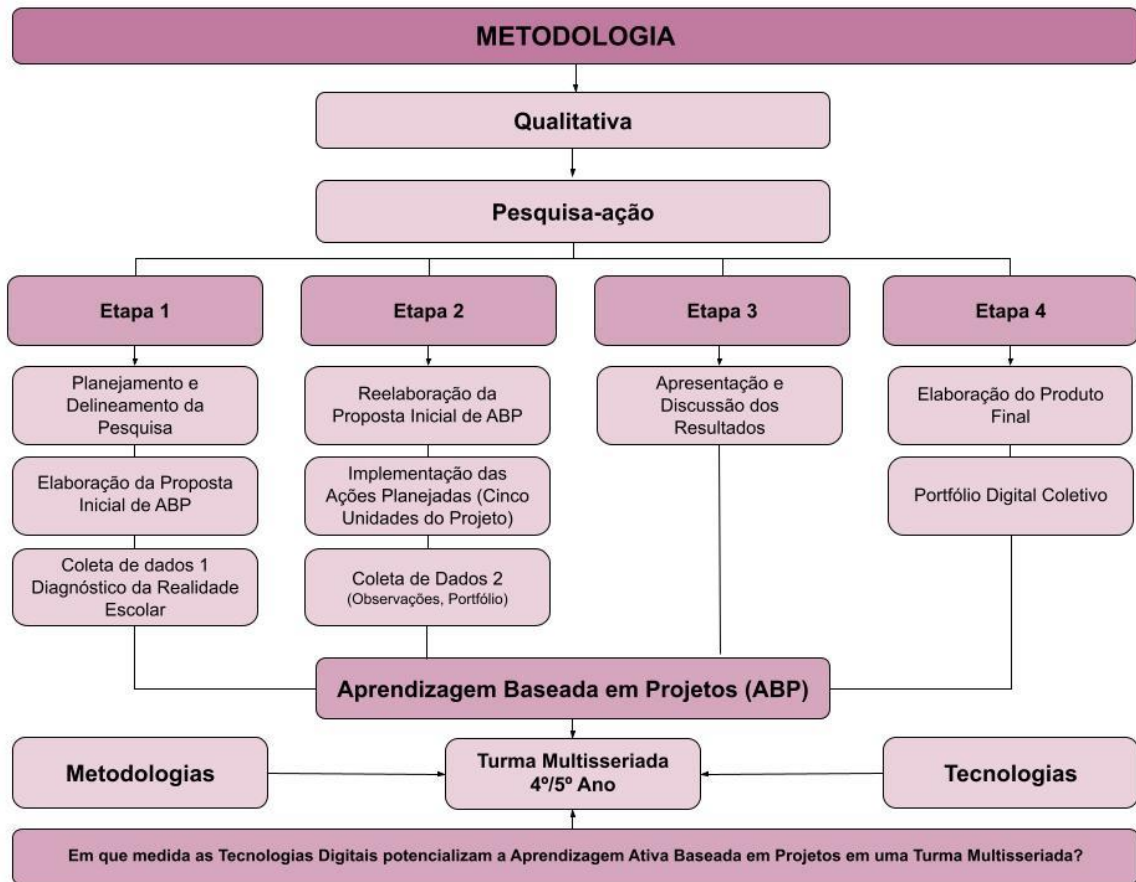 METODOLOGIA
Qualitativa
Pesquisa-ação
Etapa 1
Etapa 2
Etapa 3
Etapa 4
Planejamento e
Delineamento da
Pesquisa
Elaboração da Proposta
Inicial de ABP
Coleta de dados 1
Diagnóstico da Realidade
Escolar
Reelaboração da
Proposta Inicial de ABP
Implementação das
Ações Planejadas (Cinco
Unidades do Projeto)
Coleta de Dados 2
(Observações, Portfólio)
Apresentação e
Discussão dos
Resultados
Elaboração do Produto
Final
Portfólio Digital Coletivo
Aprendizagem Baseada em Projetos (ABP)
Metodologias
Turma Multisseriada
4º/5º Ano
Tecnologias
Em que medida as Tecnologias Digitais potencializam a Aprendizagem Ativa Baseada em Projetos em uma Turma Multisseriada?